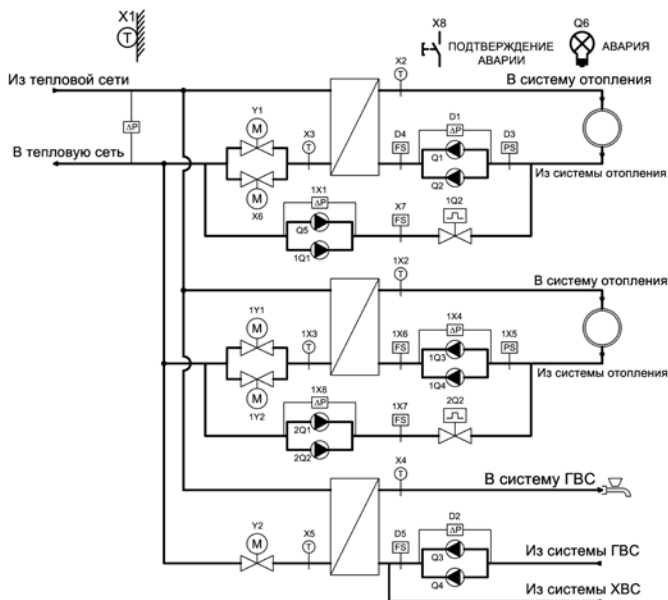 X1
T
X8
ПОДТВЕРЖДЕНИЕ
АВАРИИ
Q6
АВАРИЯ
Из тепловой сети
X2
T
В систему отопления
ΔP
Y1
M
X3
T
D4
FS
D1
ΔP
D3
PS
Q1
В тепловую сеть
Q2
Из системы отопления
M
X6
1X1
ΔP
X7
FS
1Q2
Q5
1Q1
1X2
T
В систему отопления
1Y1
M
1X3
T
1X6
FS
1X4
ΔP
1X5
PS
1Q3
1Q4
Из системы отопления
M
1Y2
1X8
ΔP
1X7
FS
2Q2
2Q1
2Q2
X4
T
В систему ГВС
Y2
M
X5
T
D5
FS
D2
ΔP
Q3
Из системы ГВС
Q4
Из системы ХВС